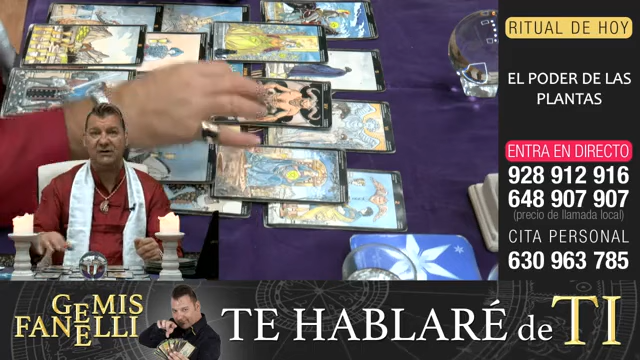 RITUAL DE HOY
EL PODER DE LAS
PLANTAS
ENTRA EN DIRECTO
928 912 916
648 907 907
(precio de llamada local)
CITA PERSONAL
630 963 785
GEMIS
FANELLI
TE HABLARÉ de TI